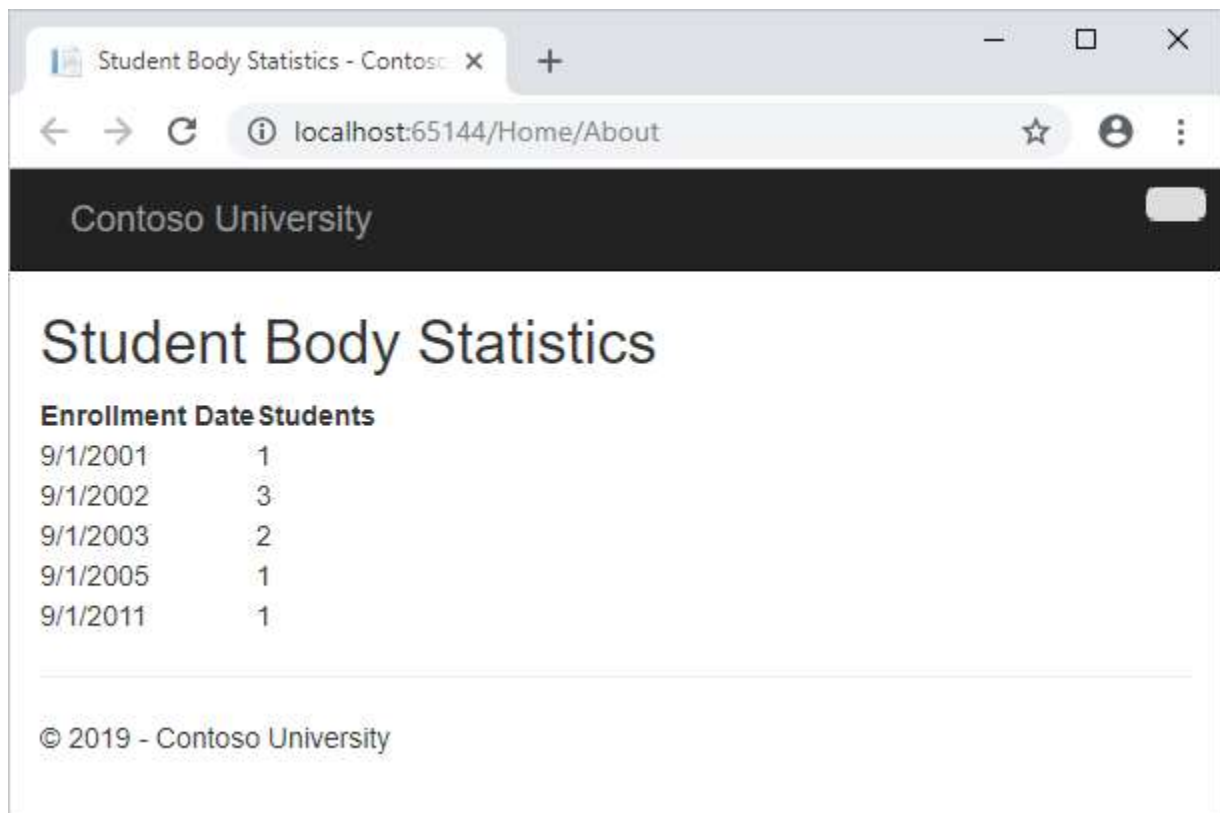 Student Body Statistics - Contoso
localhost:65144/Home/About
Contoso University
Student Body Statistics
Enrollment Date Students
9/1/2001 1
9/1/2002 3
9/1/2003 2
9/1/2005 1
9/1/2011 1
© 2019 - Contoso University